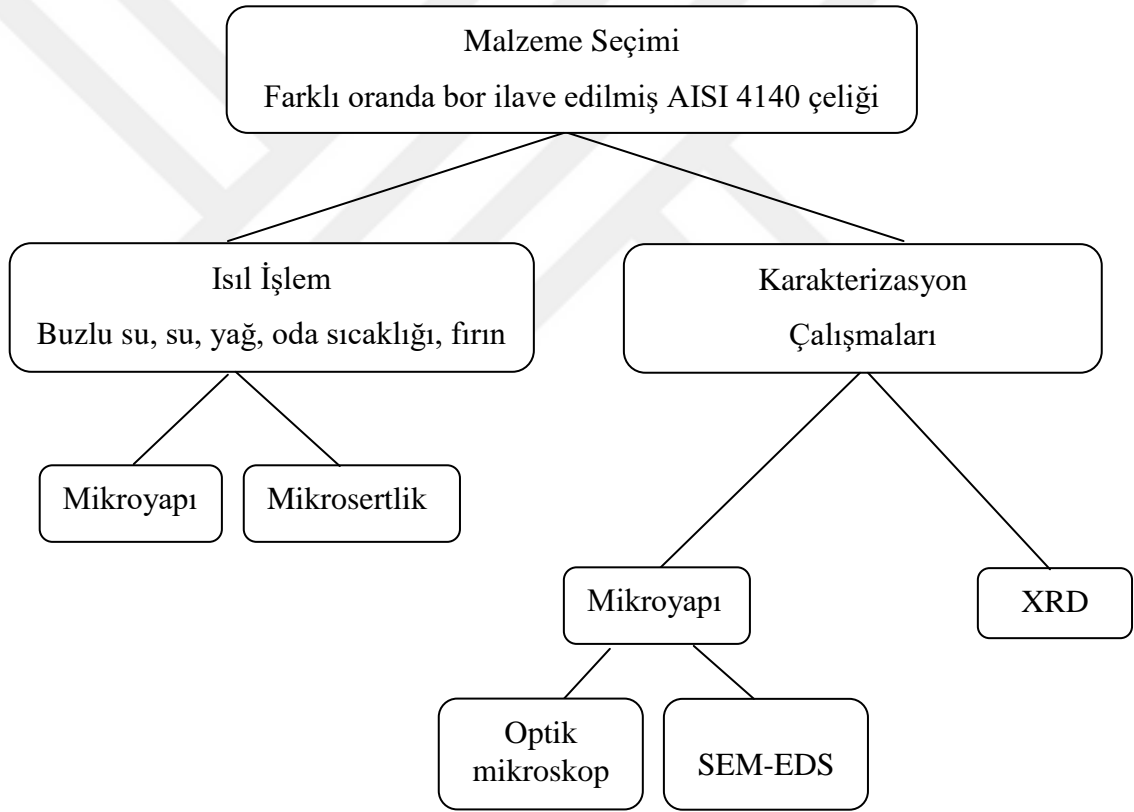 Malzeme Seçimi
Farklı oranda bor ilave edilmiş AISI 4140 çeliği
Isıl İşlem
Buzlu su, su, yağ, oda sıcaklığı, fırın
Karakterizasyon
Çalışmaları
Mikroyapı
Mikrosertlik
Mikroyapı
XRD
Optik
mikroskop
SEM-EDS